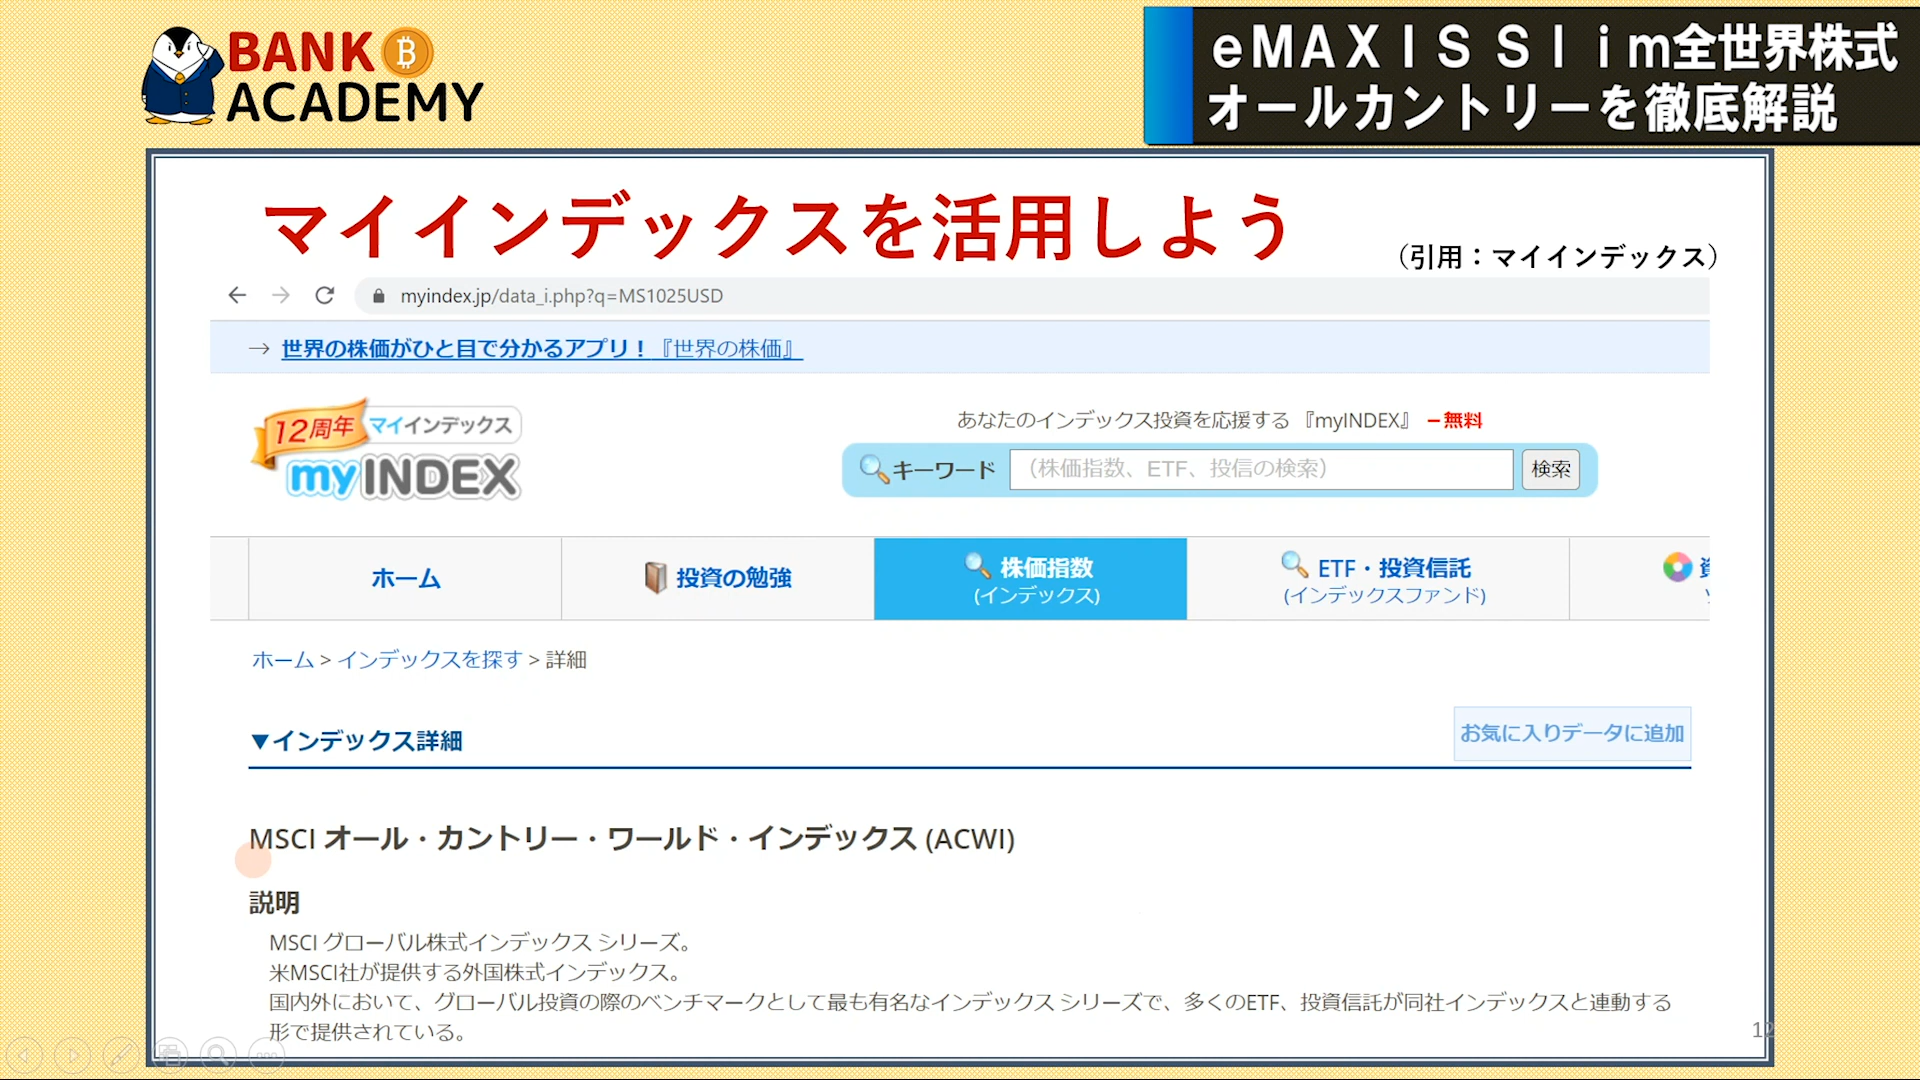 BANK
ACADEMY
eMAXIS Slim全世界株式
オールカントリーを徹底解説
マイインデックスを活用しよう
（引用：マイインデックス）
myindex.jp/data_i.php?q=MS1025USD
→ 世界の株価がひと目で分かるアプリ！『世界の株価』
12周年 マイインデックス
myINDEX
あなたのインデックス投資を応援する 『myINDEX』 －無料
キーワード （株価指数、ETF、投信の検索） 検索
ホーム
投資の勉強
株価指数
(インデックス)
ETF・投資信託
(インデックスファンド)
ホーム > インデックスを探す > 詳細
▼インデックス詳細
お気に入りデータに追加
MSCI オール・カントリー・ワールド・インデックス (ACWI)
説明
MSCI グローバル株式インデックス シリーズ。
米MSCI社が提供する外国株式インデックス。
国内外において、グローバル投資の際のベンチマークとして最も有名なインデックス シリーズで、多くのETF、投資信託が同社インデックスと連動する
形で提供されている。
12